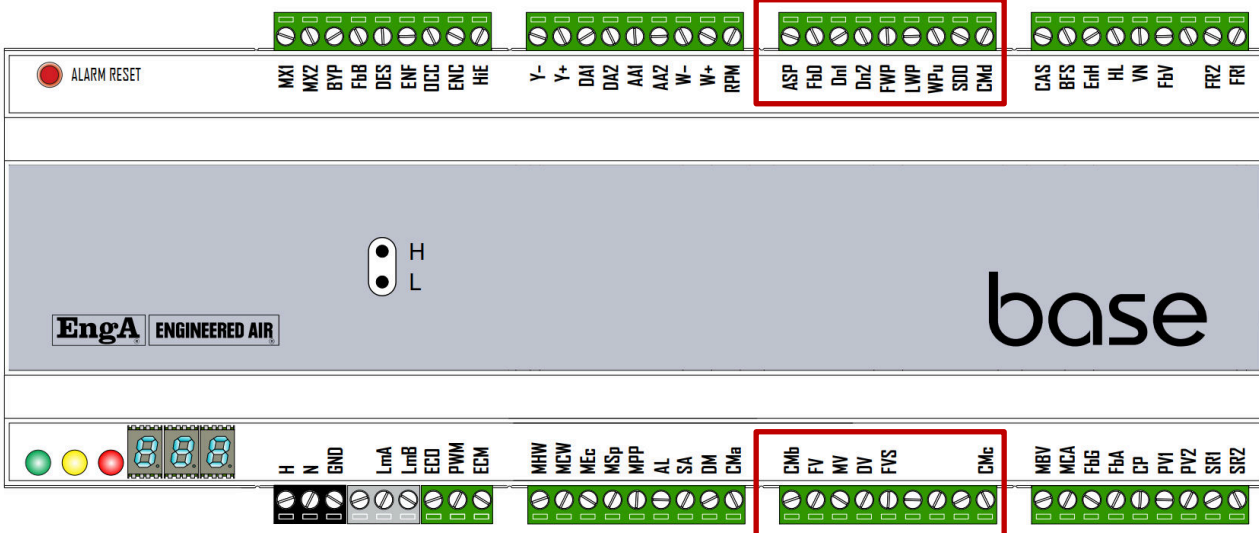 ALARM RESET
MX1 MX2 BYP FbB DES ENF OCC ENC HiE
Y- Y+ DA1 DA2 AA1 AA2 W- W+ RPM
ASP FbD Dn1 Dn2 FWP LWP WPu SDD CMd
CAS BFS EnH HL VN FbV FR2 FR1
H
L
EngA ENGINEERED AIR
base
8 8 8
H N GND LmA LmB ECO PWM ECM
MHW MCW MEc MSp MPP AL SA DM CMa
CMb FV MV DV FVS CMc
MBV MCA FbG FbA CP PV1 PV2 SR1 SR2